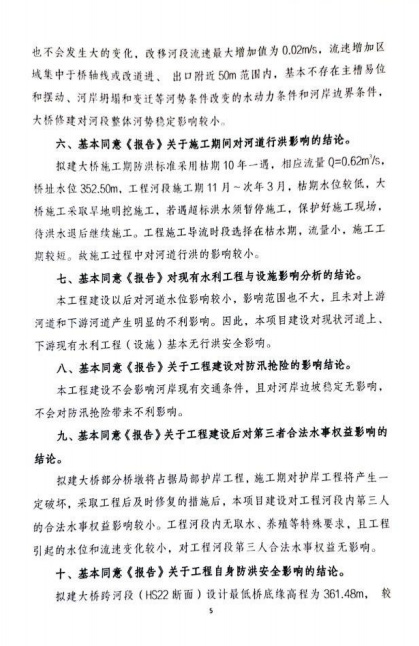 也不会发生大的变化，改移河段流速最大增加值为0.02m/s，流速增加区
域集中于桥轴线或改道进、出口附近50m范围内，基本不存在主槽易位
和摆动、河岸坍塌和变迁等河势条件改变的水动力条件和河岸边界条件，
大桥修建对河段整体河势稳定影响较小。
六、基本同意《报告》关于施工期间对河道行洪影响的结论。
拟建大桥施工期防洪标准采用枯期10年一遇，相应流量Q=0.62m³/s，
桥址水位352.50m，工程河段施工期11月～次年3月，枯期水位较低，大
桥施工采取旱地明挖施工，若遇超标洪水须暂停施工，保护好施工现场，
待洪水退后继续施工。工程施工导流时段选择在枯水期，流量小，施工工
期较短。故施工过程中对河道行洪的影响较小。
七、基本同意《报告》对现有水利工程与设施影响分析的结论。
本工程建设以后对河道水位影响较小，影响范围也不大，且未对上游
河道和下游河道产生明显的不利影响。因此，本项目建设对现状河道上、
下游现有水利工程（设施）基本无行洪安全影响。
八、基本同意《报告》关于工程建设对防汛抢险的影响的结论。
本工程建设不会影响河岸现有交通条件，且对河岸边坡稳定无影响，
不会对防汛抢险带来不利影响。
九、基本同意《报告》关于工程建设后对第三者合法水事权益影响的
结论。
拟建大桥部分桥墩将占据局部护岸工程，施工期对护岸工程将产生一
定破坏，采取工程后及时修复的措施后，本项目建设对工程河段内第三人
的合法水事权益影响较小。工程河段内无取水、养殖等特殊要求，且工程
引起的水位和流速变化较小，对工程河段第三人合法水事权益无影响。
十、基本同意《报告》关于工程自身防洪安全影响的结论。
拟建大桥跨河段（HS22断面）设计最低桥底缘高程为361.48m，较
5